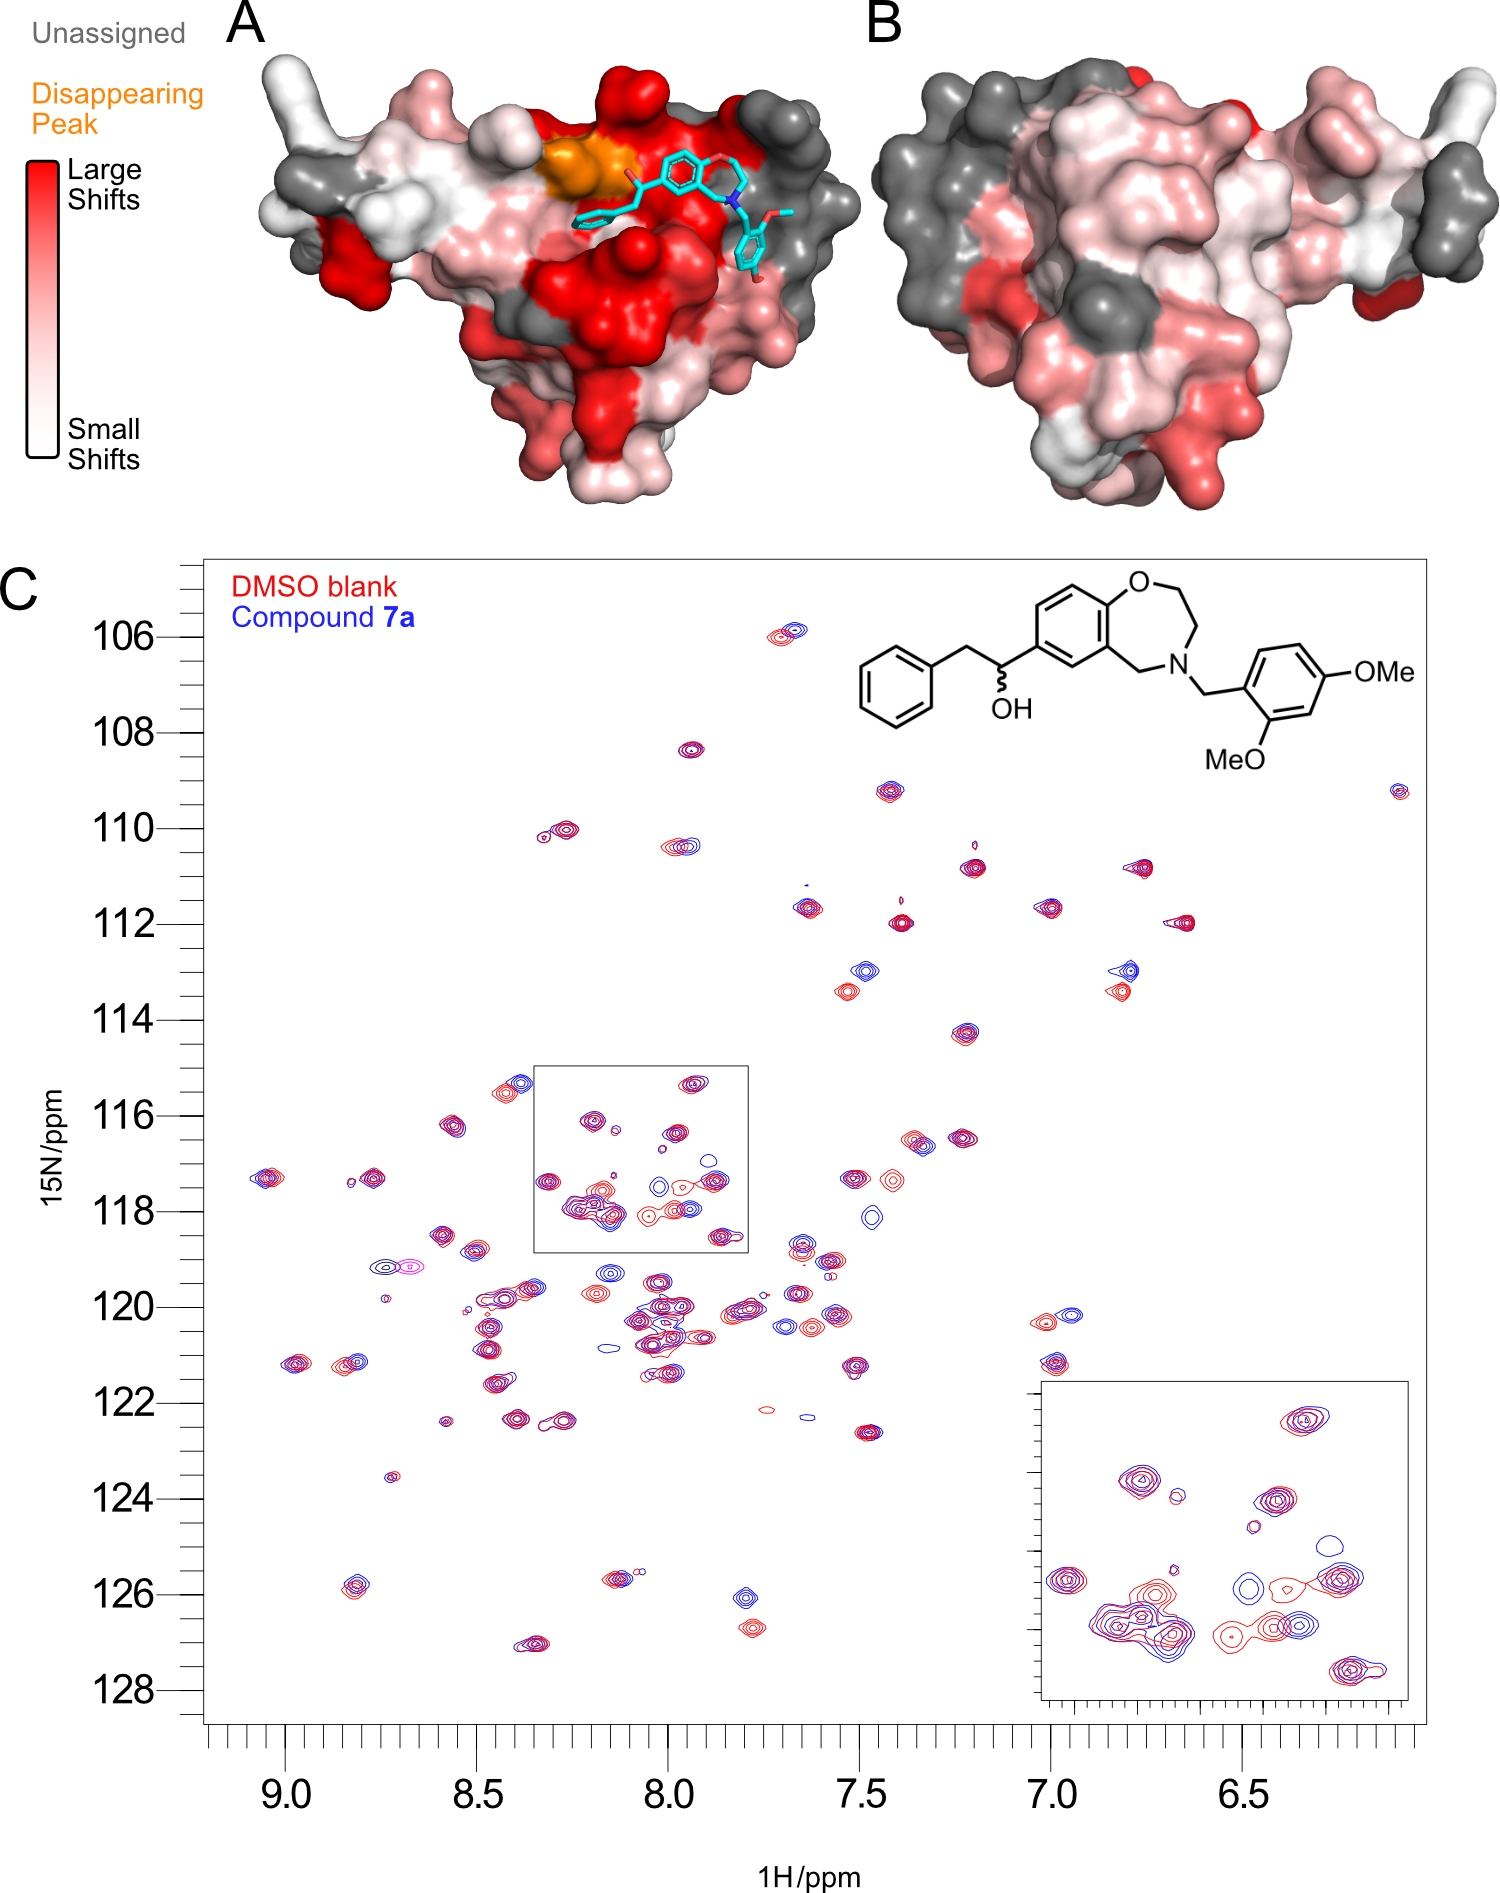 Unassigned
Disappearing
Peak
Large
Shifts
Small
Shifts
A
B
C
DMSO blank
Compound 7a
O
N
OH
OMe
MeO
106
108
110
112
114
116
118
120
122
124
126
128
15N/ppm
9.0 8.5 8.0 7.5 7.0 6.5
1H/ppm